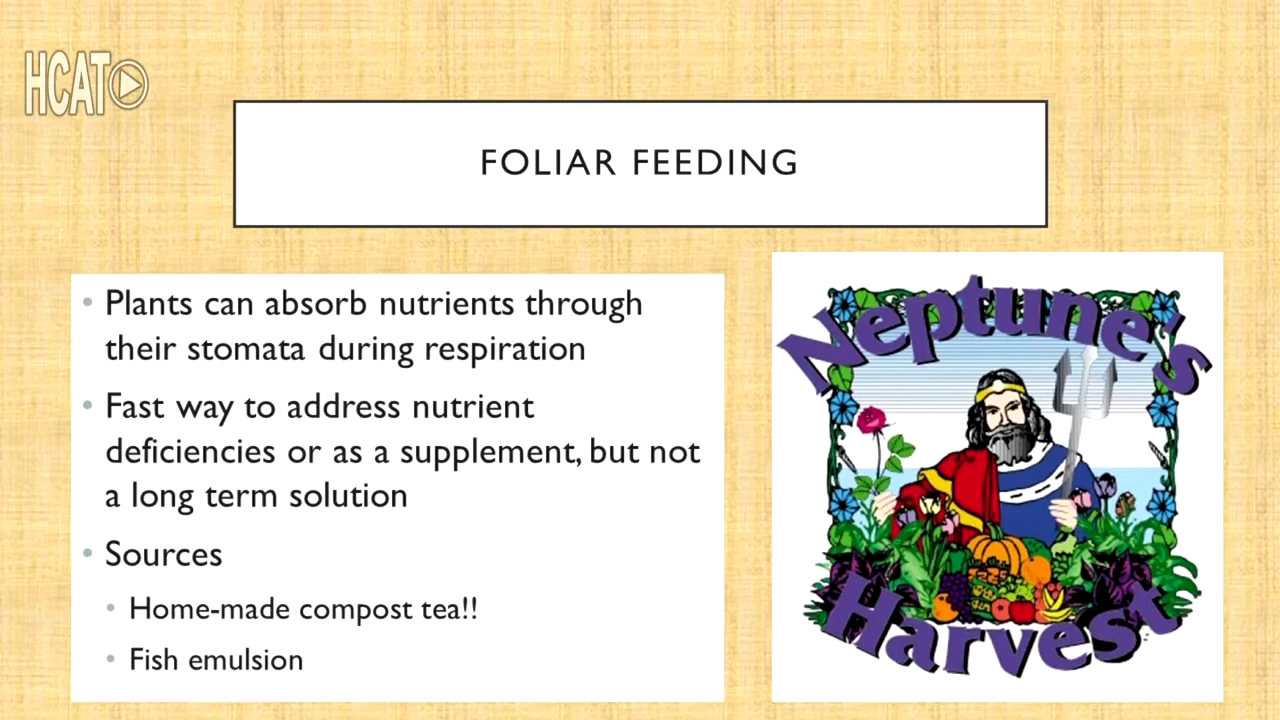 HCAT
FOLIAR FEEDING
Plants can absorb nutrients through
their stomata during respiration
Fast way to address nutrient
deficiencies or as a supplement, but not
a long term solution
Sources
Home-made compost tea!!
Fish emulsion
Neptune's
Harvest